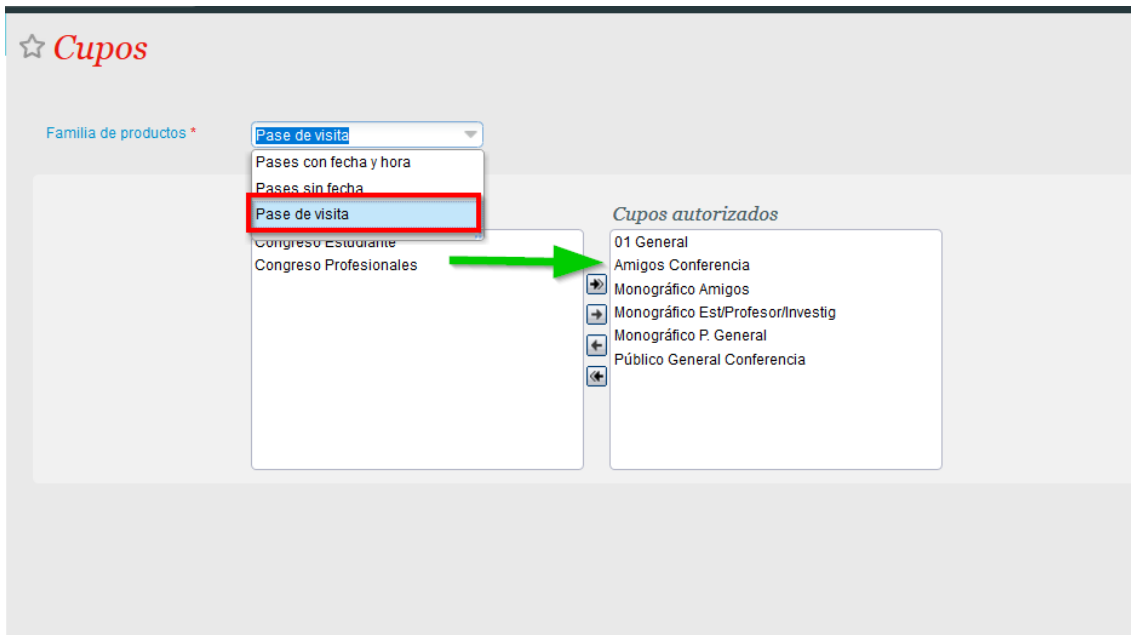 Cupos
Familia de productos *
Pase de visita
Pases con fecha y hora
Pases sin fecha
Pase de visita
Cupos autorizados
Congreso Estudiante
Congreso Profesionales
01 General
Amigos Conferencia
Monográfico Amigos
Monográfico Est/Profesor/Investig
Monográfico P. General
Público General Conferencia